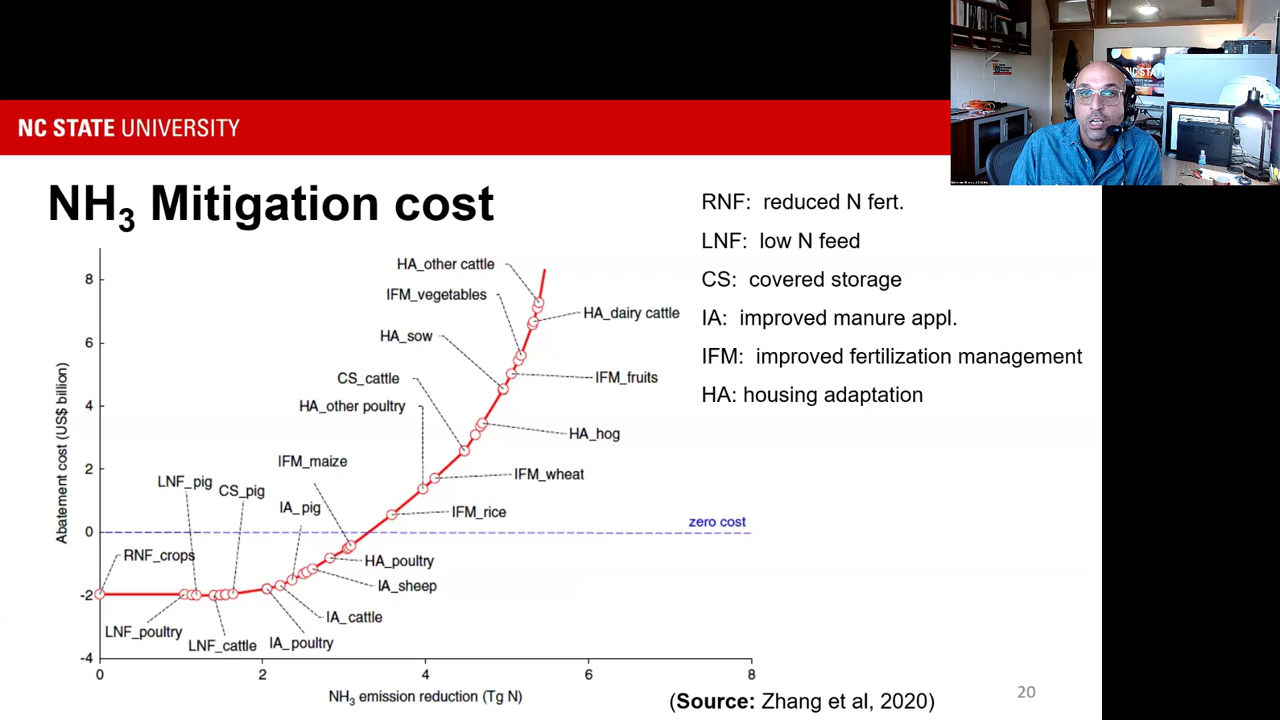 NC STATE UNIVERSITY
NC STATE
NH3 Mitigation cost
RNF: reduced N fert.
LNF: low N feed
CS: covered storage
IA: improved manure appl.
IFM: improved fertilization management
HA: housing adaptation
Abatement cost (US$ billion)
8
6
4
2
0
-2
-4
HA_other cattle
IFM_vegetables
HA_dairy cattle
HA_sow
CS_cattle
IFM_fruits
HA_other poultry
HA_hog
IFM_maize
IFM_wheat
LNF_pig
CS_pig
IA_pig
IFM_rice
zero cost
RNF_crops
HA_poultry
IA_sheep
IA_cattle
LNF_poultry
LNF_cattle
IA_poultry
0 2 4 6 8
NH3 emission reduction (Tg N)
(Source: Zhang et al, 2020)
20